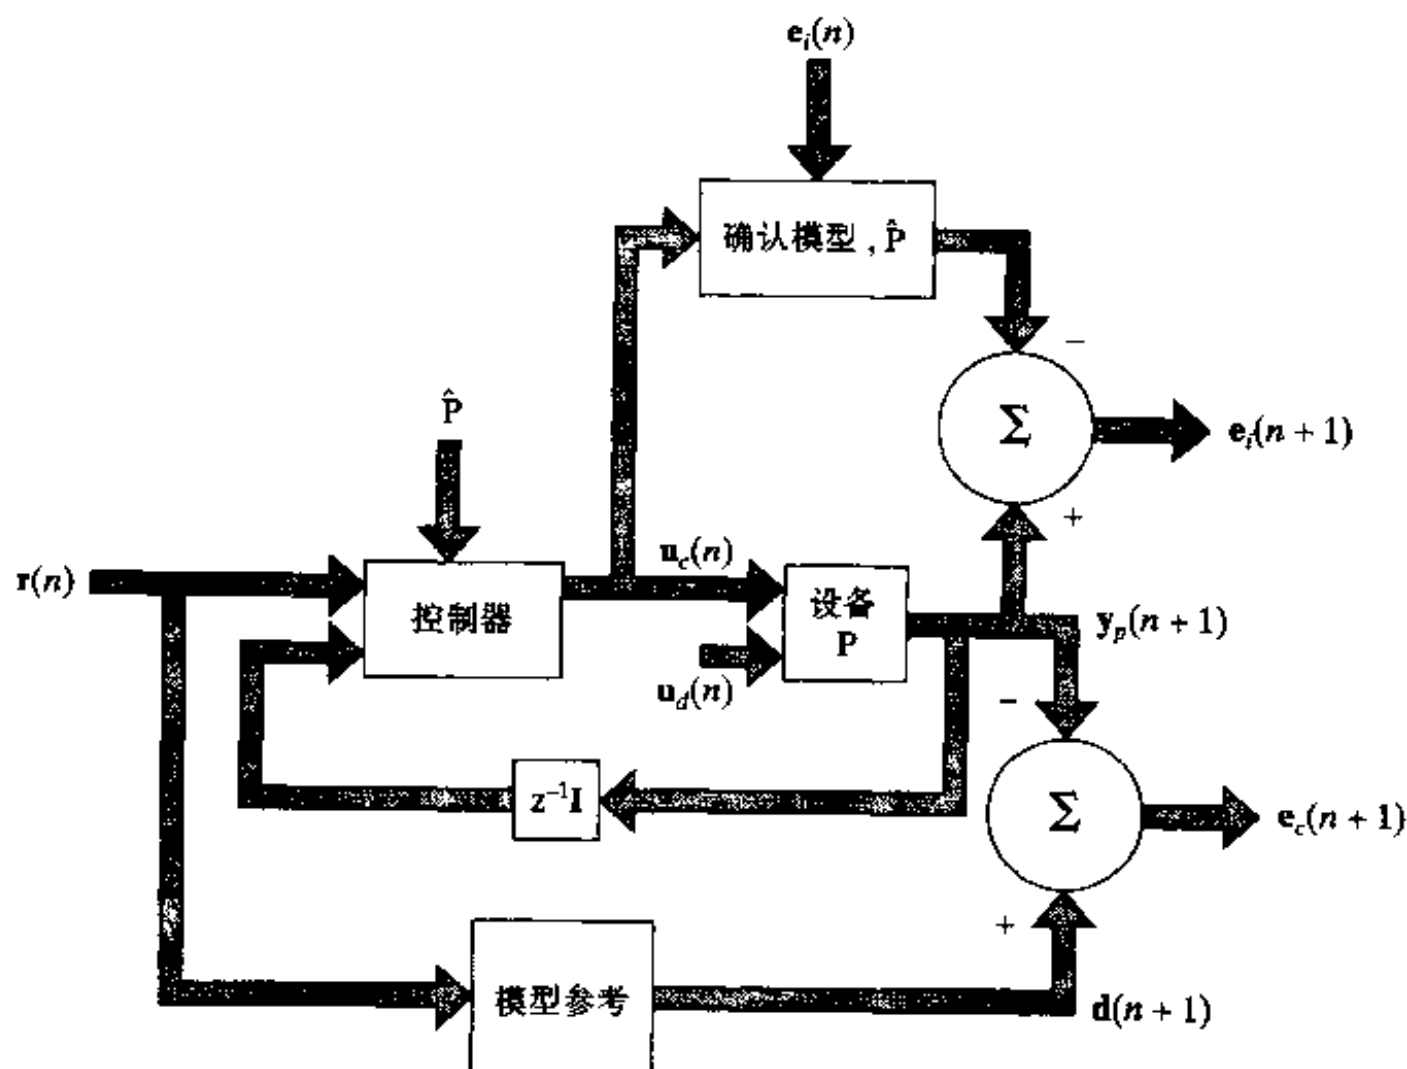 e_i(n)
确认模型, P̂
−
Σ
e_i(n + 1)
+
P̂
r(n)
控制器
u_c(n)
设备
P
u_d(n)
y_p(n + 1)
−
z⁻¹I
Σ
e_c(n + 1)
+
模型参考
d(n + 1)